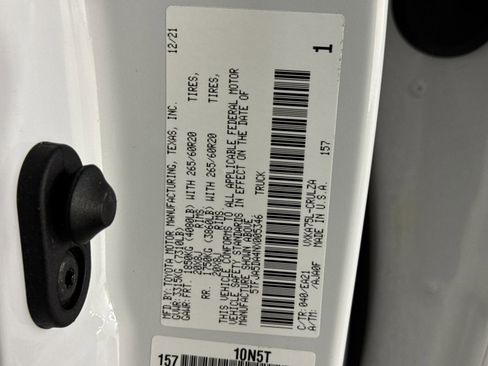 MFD BY: TOYOTA MOTOR MANUFACTURING, TEXAS, INC. 12/21
GVWR: 3315KG (7310LB)
GAWR: FRT. 1850KG (4080LB) WITH 265/60R20 TIRES,
20X8J RIMS
RR. 1750KG (3860LB) WITH 265/60R20 TIRES,
20X8J RIMS
THIS VEHICLE CONFORMS TO ALL APPLICABLE FEDERAL MOTOR
VEHICLE SAFETY STANDARDS IN EFFECT ON THE DATE OF
MANUFACTURE SHOWN ABOVE.
5TFJA5DA4NX005346 TRUCK
1
157
UXKA75L-CRULZA
C/TR: 040/EA21 MADE IN U.S.A.
A/TM: /AJA0F
157 10N5T